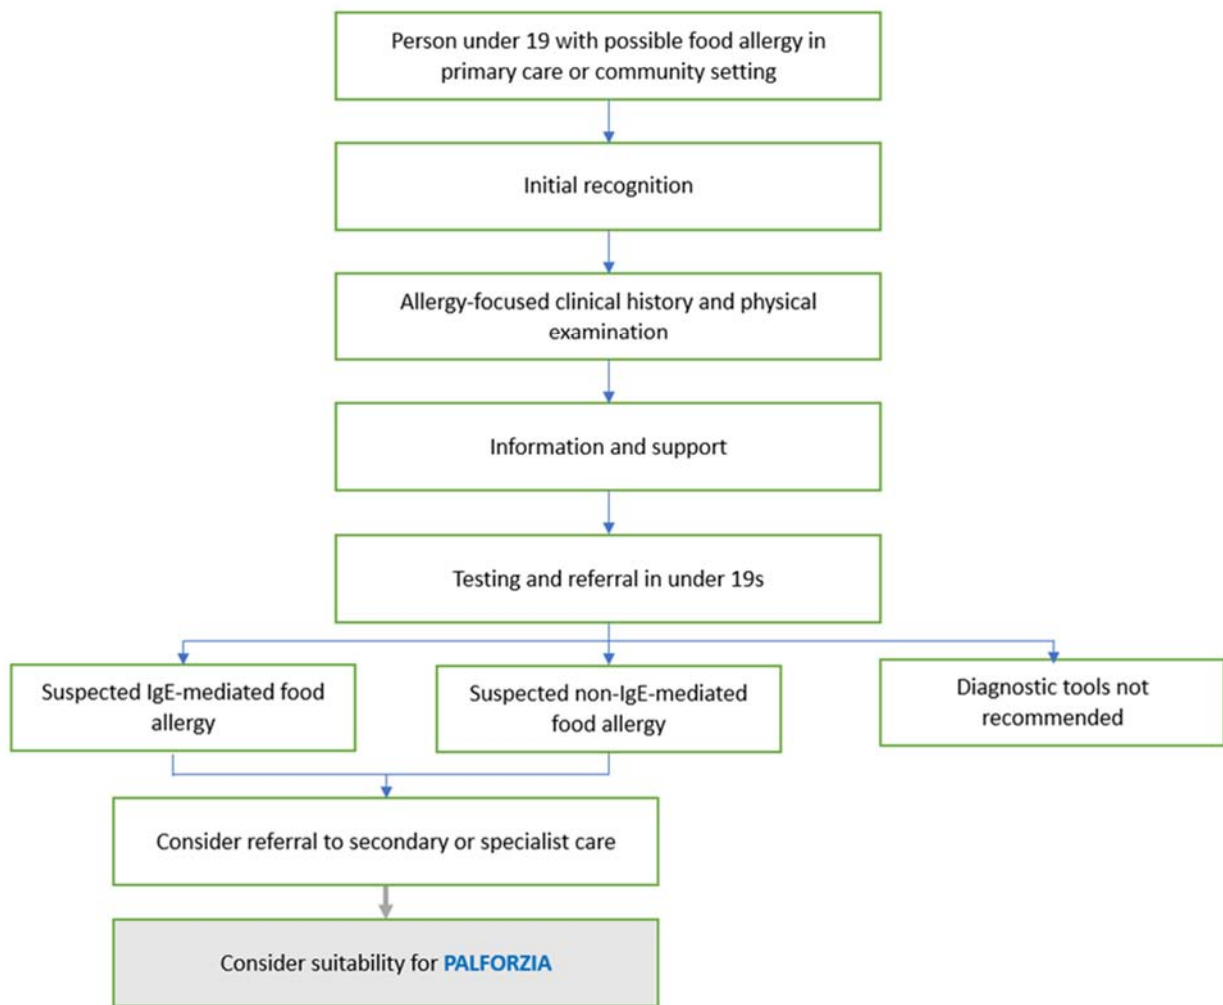 Person under 19 with possible food allergy in
primary care or community setting
Initial recognition
Allergy-focused clinical history and physical
examination
Information and support
Testing and referral in under 19s
Suspected IgE-mediated food
allergy
Suspected non-IgE-mediated
food allergy
Diagnostic tools not
recommended
Consider referral to secondary or specialist care
Consider suitability for PALFORZIA